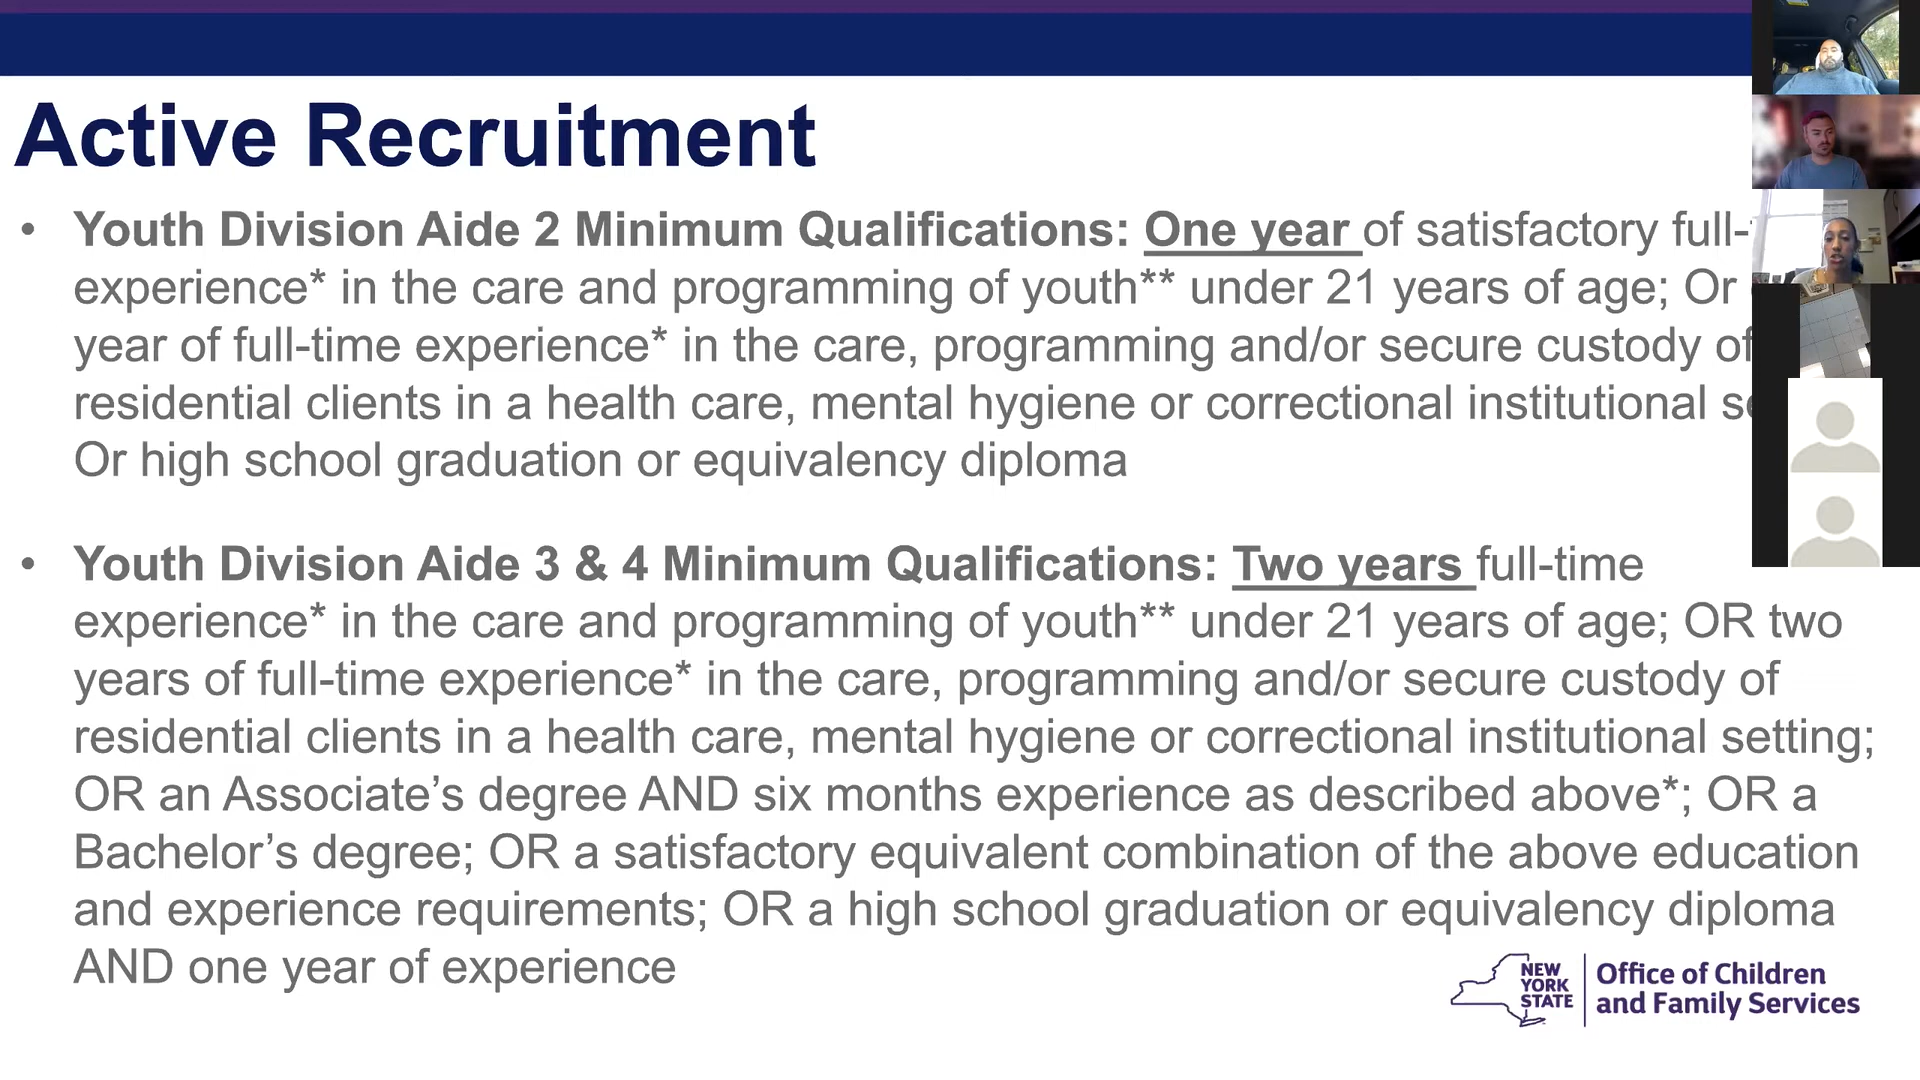 Active Recruitment
• Youth Division Aide 2 Minimum Qualifications: One year of satisfactory full-
experience* in the care and programming of youth** under 21 years of age; Or
year of full-time experience* in the care, programming and/or secure custody of
residential clients in a health care, mental hygiene or correctional institutional
Or high school graduation or equivalency diploma
• Youth Division Aide 3 & 4 Minimum Qualifications: Two years full-time
experience* in the care and programming of youth** under 21 years of age; OR two
years of full-time experience* in the care, programming and/or secure custody of
residential clients in a health care, mental hygiene or correctional institutional setting;
OR an Associate’s degree AND six months experience as described above*; OR a
Bachelor’s degree; OR a satisfactory equivalent combination of the above education
and experience requirements; OR a high school graduation or equivalency diploma
AND one year of experience
NEW
YORK
STATE
Office of Children
and Family Services